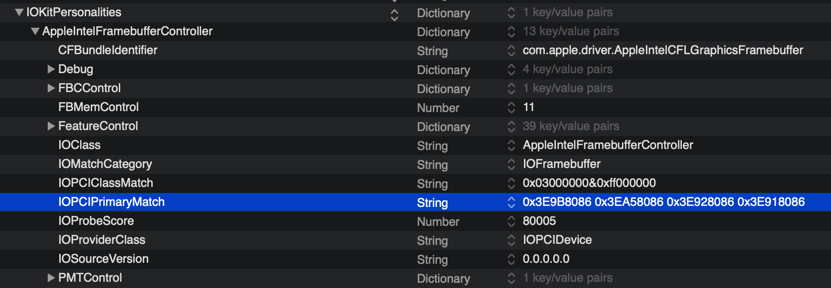 IOKitPersonalities Dictionary 1 key/value pairs
AppleIntelFramebufferController Dictionary 13 key/value pairs
CFBundleIdentifier String com.apple.driver.AppleIntelCFLGraphicsFramebuffer
Debug Dictionary 4 key/value pairs
FBCControl Dictionary 1 key/value pairs
FBMemControl Number 11
FeatureControl Dictionary 39 key/value pairs
IOClass String AppleIntelFramebufferController
IOMatchCategory String IOFramebuffer
IOPCIClassMatch String 0x03000000&0xff000000
IOPCIPrimaryMatch String 0x3E9B8086 0x3EA58086 0x3E928086 0x3E918086
IOProbeScore Number 80005
IOProviderClass String IOPCIDevice
IOSourceVersion String 0.0.0.0.0
PMTControl Dictionary 1 key/value pairs